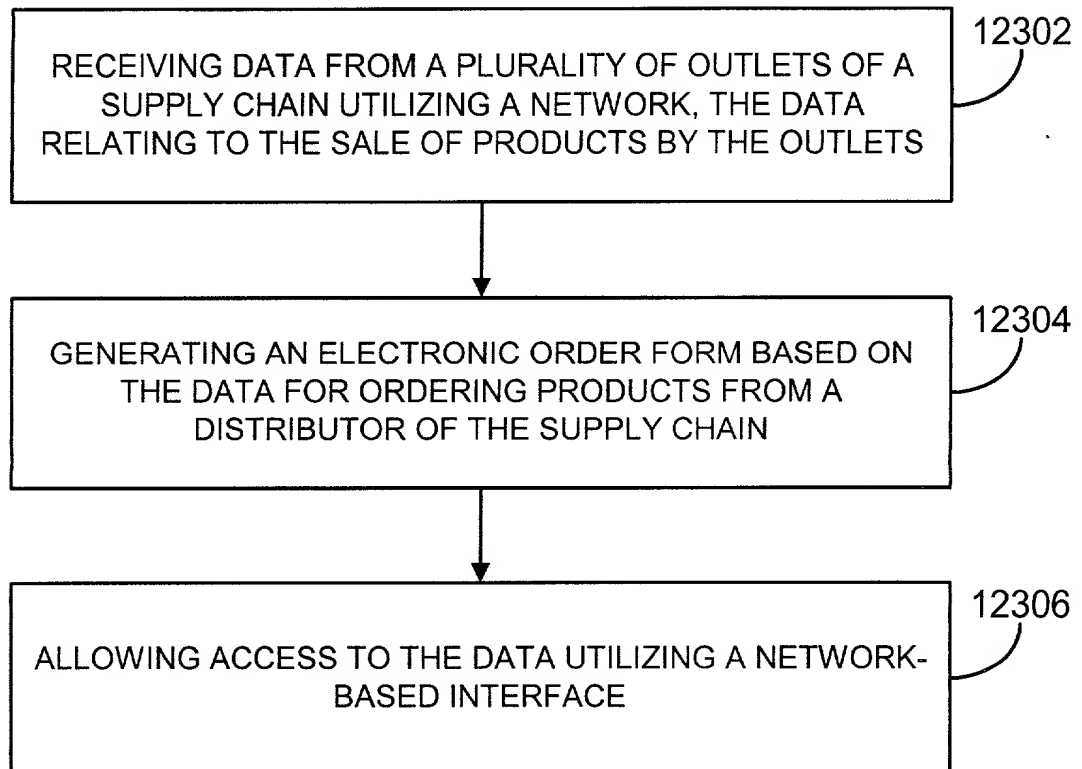 12302
RECEIVING DATA FROM A PLURALITY OF OUTLETS OF A
SUPPLY CHAIN UTILIZING A NETWORK, THE DATA
RELATING TO THE SALE OF PRODUCTS BY THE OUTLETS
12304
GENERATING AN ELECTRONIC ORDER FORM BASED ON
THE DATA FOR ORDERING PRODUCTS FROM A
DISTRIBUTOR OF THE SUPPLY CHAIN
12306
ALLOWING ACCESS TO THE DATA UTILIZING A NETWORK-
BASED INTERFACE